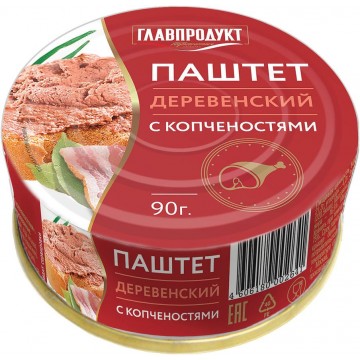 ГЛАВПРОДУКТ
ПАШТЕТ
ДЕРЕВЕНСКИЙ
С КОПЧЕНОСТЯМИ
90г.
ПАШТЕТ
ДЕРЕВЕНСКИЙ
С КОПЧЕНОСТЯМИ
ЕАС